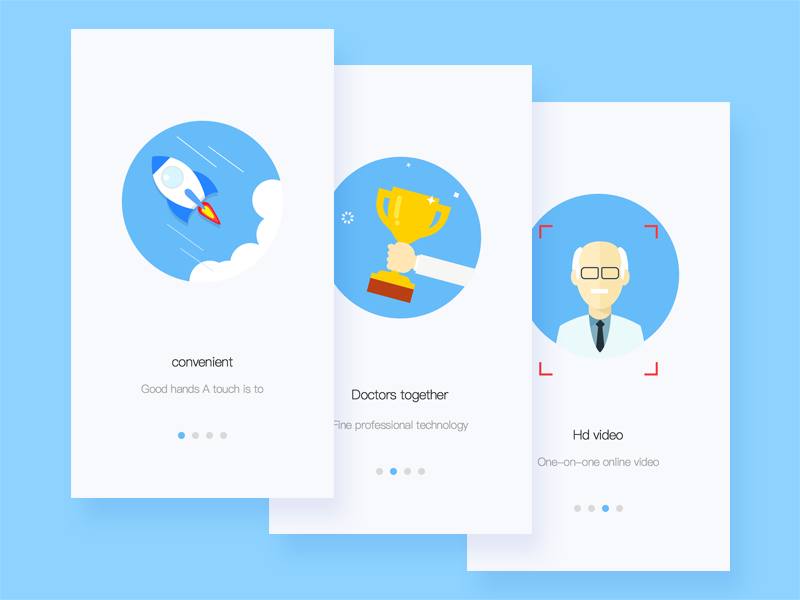 convenient
Good hands A touch is to
Doctors together
Fine professional technology
Hd video
One-on-one online video